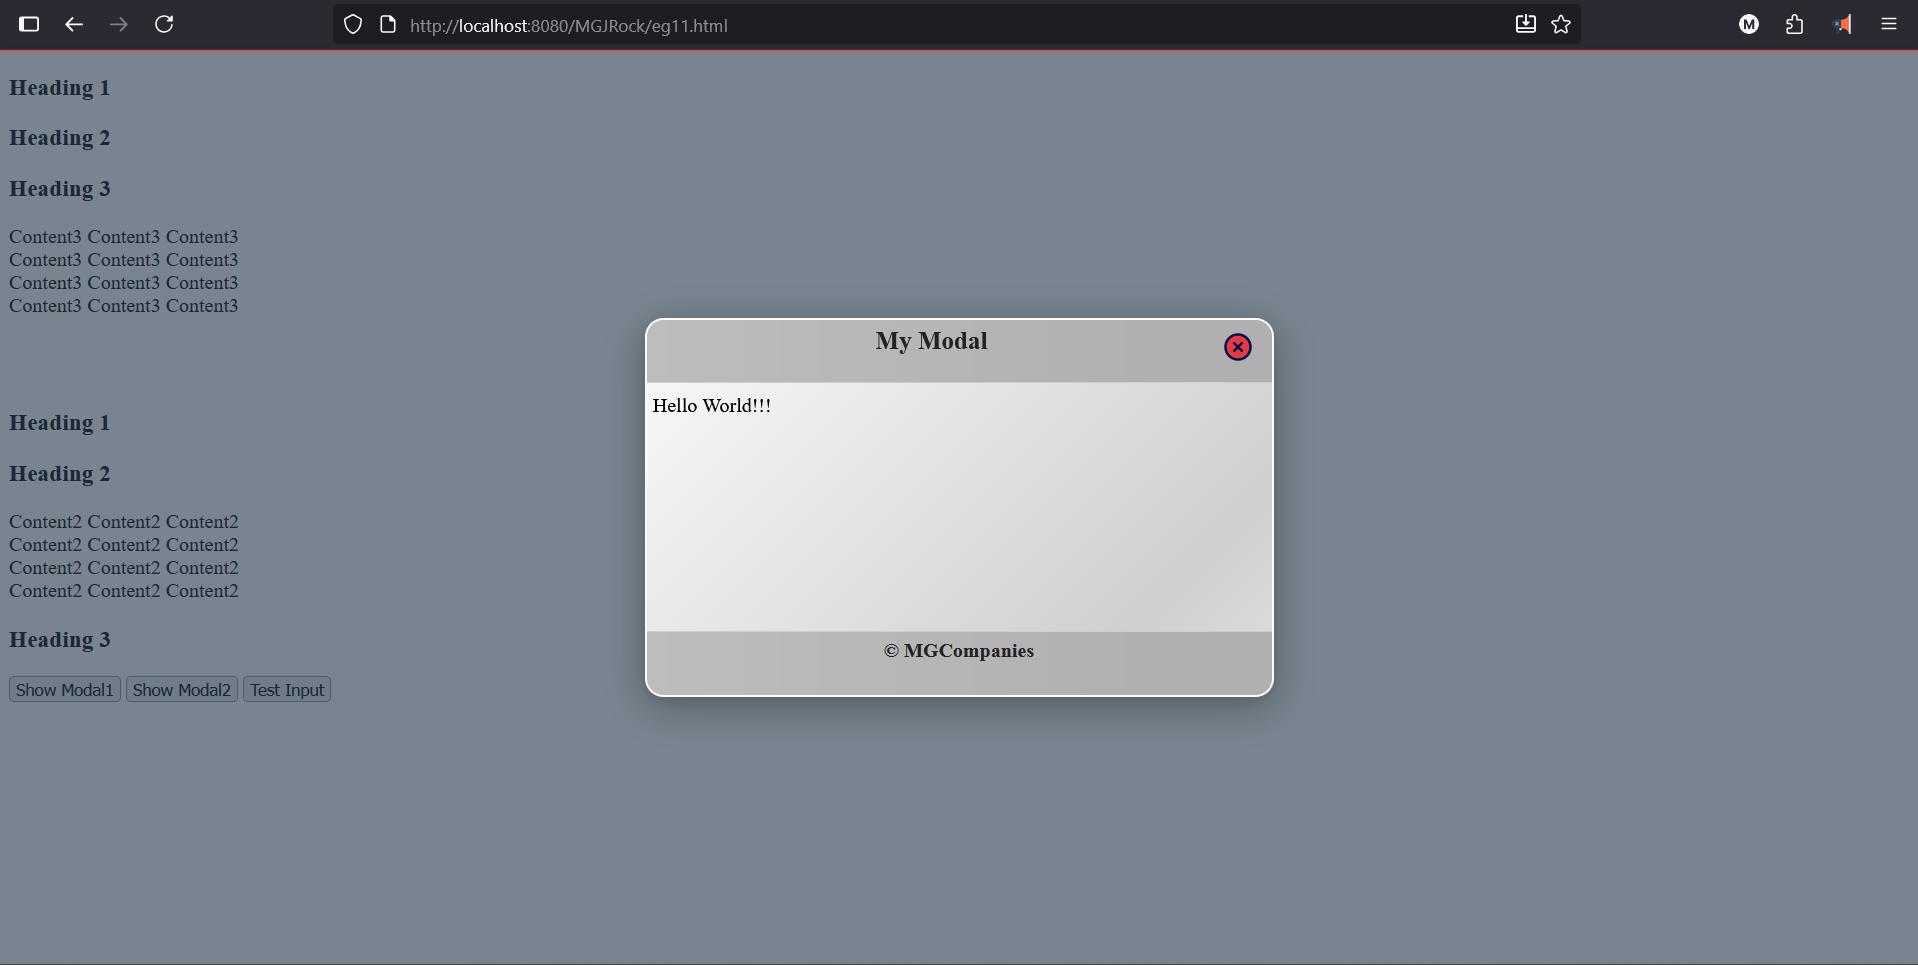 http://localhost:8080/MGJRock/eg11.html
M
Heading 1
Heading 2
Heading 3
Content3 Content3 Content3
Content3 Content3 Content3
Content3 Content3 Content3
Content3 Content3 Content3
Heading 1
Heading 2
Content2 Content2 Content2
Content2 Content2 Content2
Content2 Content2 Content2
Content2 Content2 Content2
Heading 3
Show Modal1 Show Modal2 Test Input
My Modal
Hello World!!!
© MGCompanies